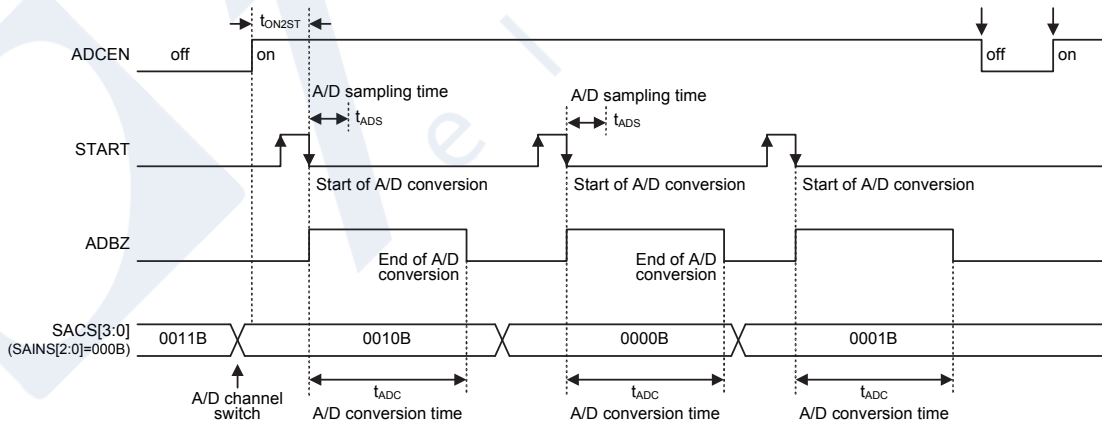 tON2ST
ADCEN off on off on
A/D sampling time A/D sampling time
tADS tADS
START
Start of A/D conversion Start of A/D conversion Start of A/D conversion
ADBZ
End of A/D conversion End of A/D conversion
SACS[3:0]
(SAINS[2:0]=000B)
0011B 0010B 0000B 0001B
A/D channel switch
tADC tADC tADC
A/D conversion time A/D conversion time A/D conversion time